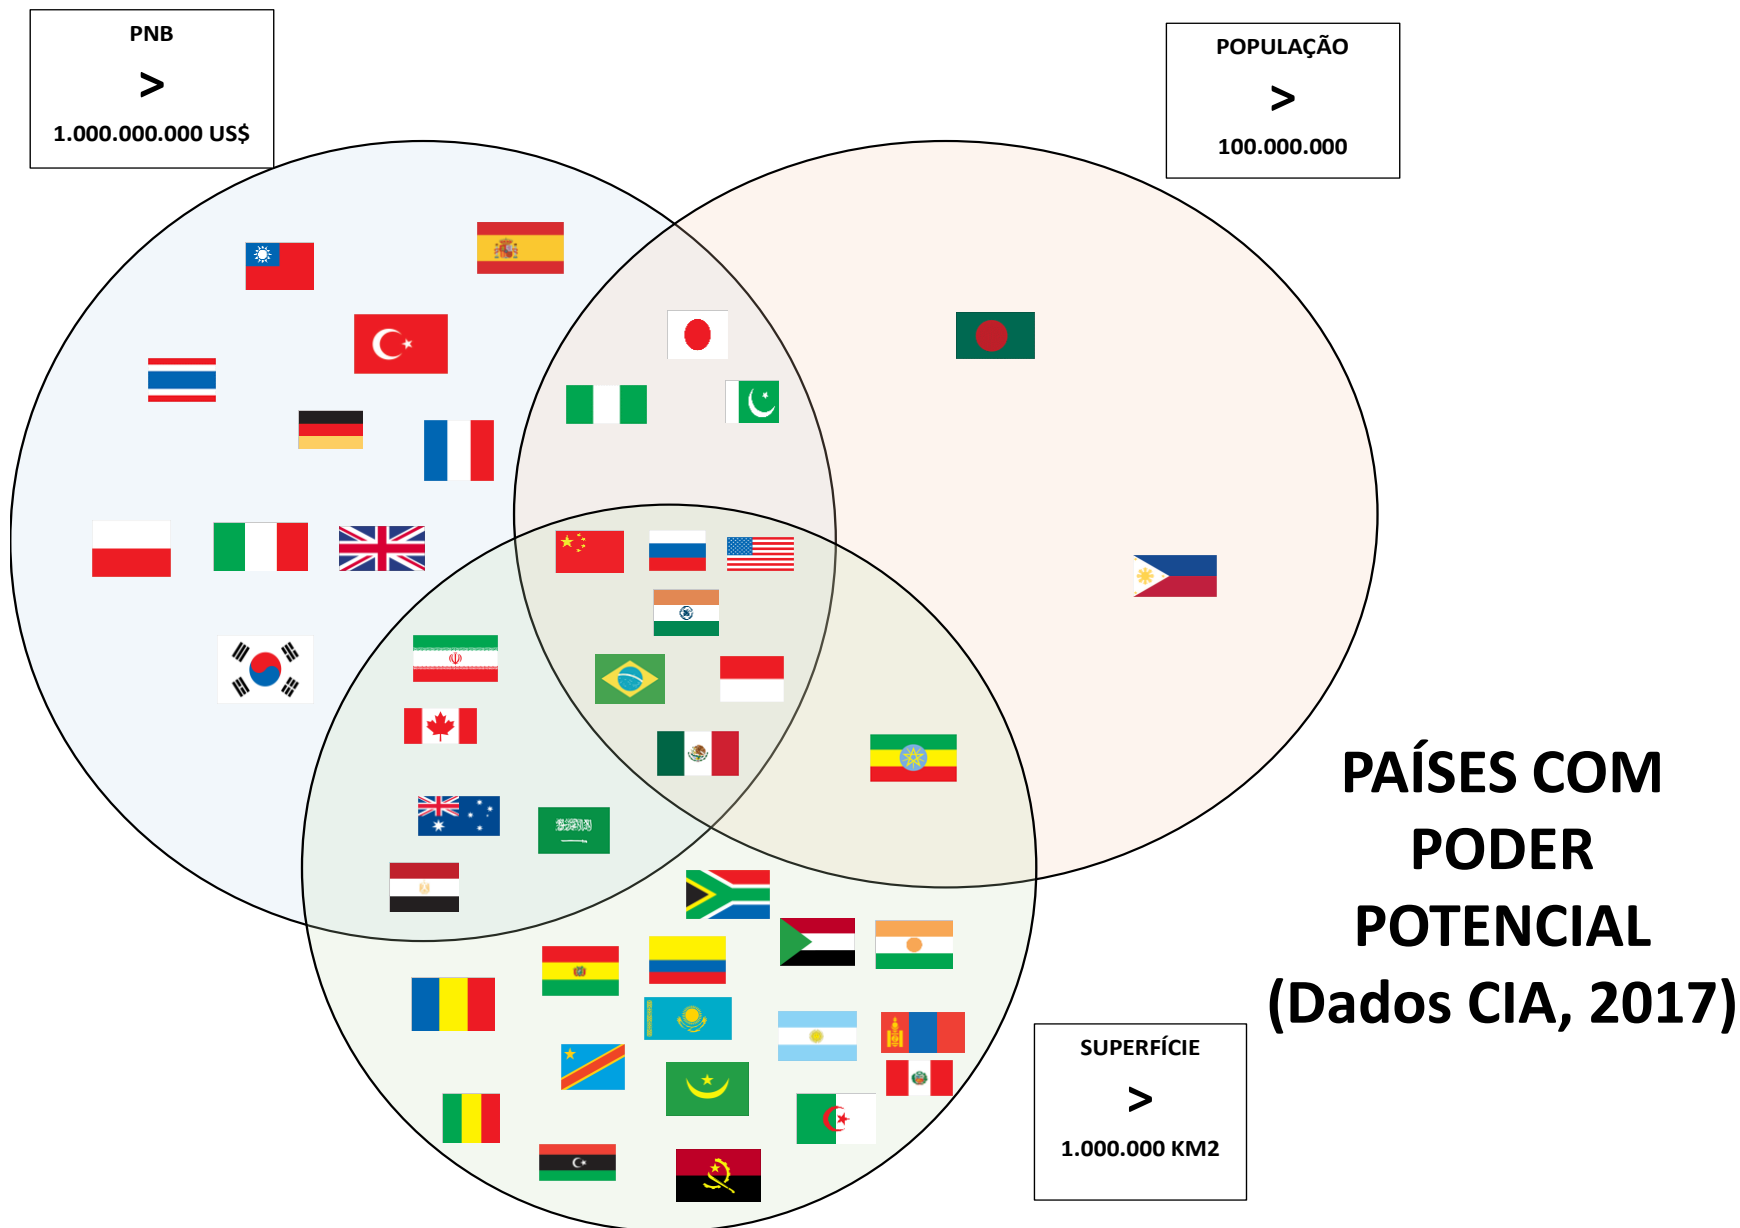 PNB
>
1.000.000.000 US$
POPULAÇÃO
>
100.000.000
PAÍSES COM
PODER
POTENCIAL
(Dados CIA, 2017)
SUPERFÍCIE
>
1.000.000 KM2